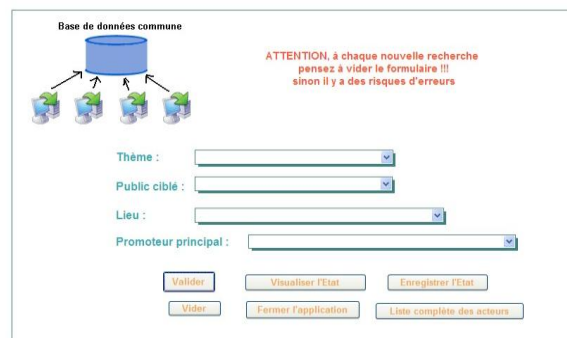 Base de données commune
ATTENTION, à chaque nouvelle recherche
pensez à vider le formulaire !!!
sinon il y a des risques d'erreurs
Thème :
Public ciblé :
Lieu :
Promoteur principal :
Valider
Visualiser l'Etat
Enregistrer l'Etat
Vider
Fermer l'application
Liste complète des acteurs